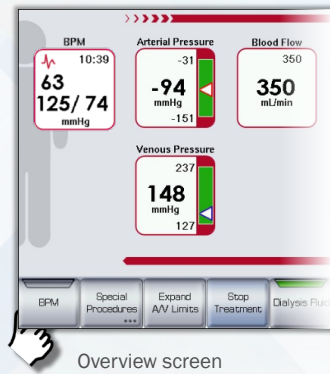 BPM
10:39
63
125/ 74
mmHg
Arterial Pressure
-31
-94
mmHg
-151
Blood Flow
350
350
mL/min
Venous Pressure
237
148
mmHg
127
BPM
Special
Procedures
Expand
A/V Limits
Stop
Treatment
Dialysis
Overview screen